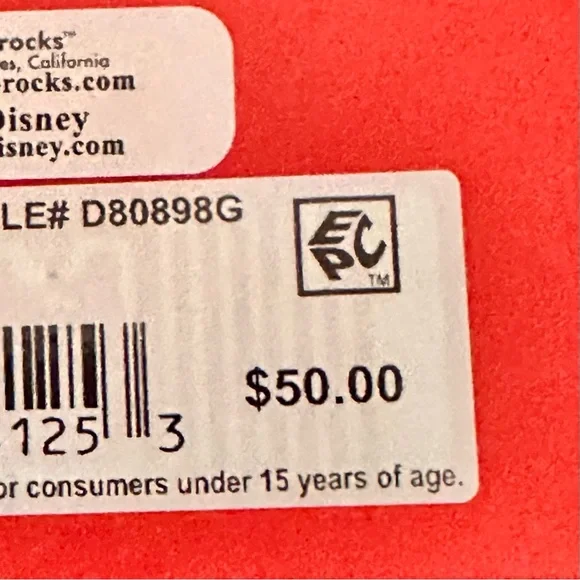 rocks™
es, California
-rocks.com
Disney
isney.com
LE# D80898G
EPC
TM
$50.00
125 3
or consumers under 15 years of age.